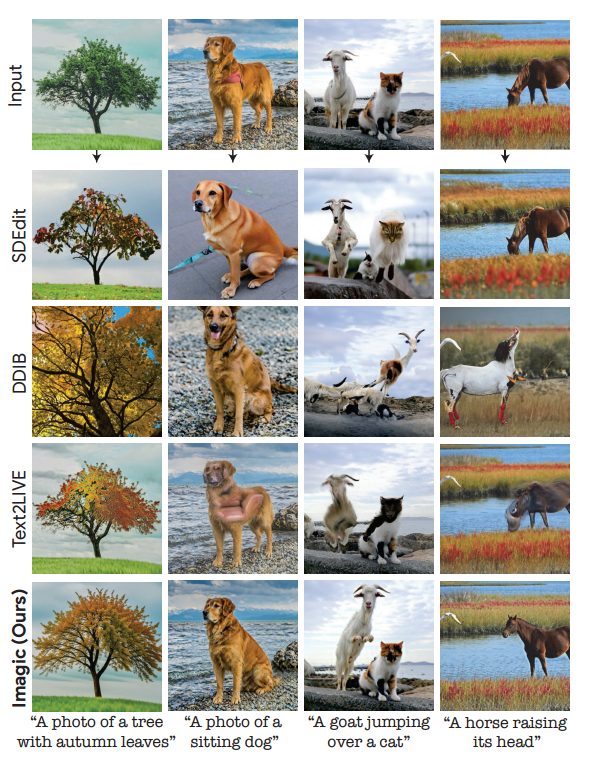 Input
SDEdit
DDIB
Text2LIVE
Imagic (Ours)
“A photo of a tree
with autumn leaves”
“A photo of a
sitting dog”
“A goat jumping
over a cat”
“A horse raising
its head”